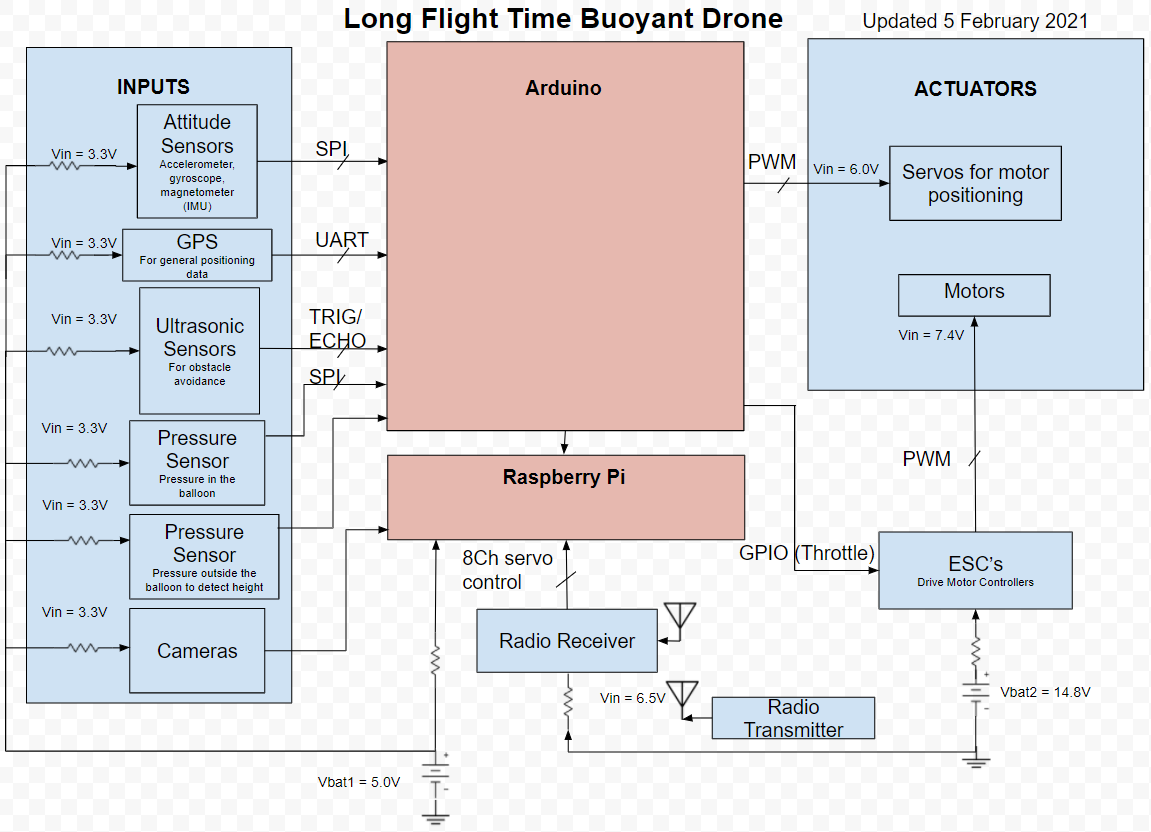 Long Flight Time Buoyant Drone
Updated 5 February 2021
INPUTS
Vin = 3.3V
Attitude
Sensors
Accelerometer,
gyroscope,
magnetometer
(IMU)
SPI
Vin = 3.3V
GPS
For general positioning
data
UART
Vin = 3.3V
Ultrasonic
Sensors
For obstacle
avoidance
TRIG/
ECHO
SPI
Vin = 3.3V
Pressure
Sensor
Pressure in the
balloon
Vin = 3.3V
Pressure
Sensor
Pressure outside the
balloon to detect height
Vin = 3.3V
Cameras
Arduino
Raspberry Pi
8Ch servo
control
Radio Receiver
Vin = 6.5V
Radio
Transmitter
Vbat1 = 5.0V
+
-
ACTUATORS
PWM
Vin = 6.0V
Servos for motor
positioning
Motors
Vin = 7.4V
PWM
GPIO (Throttle)
ESC's
Drive Motor Controllers
+
Vbat2 = 14.8V
-